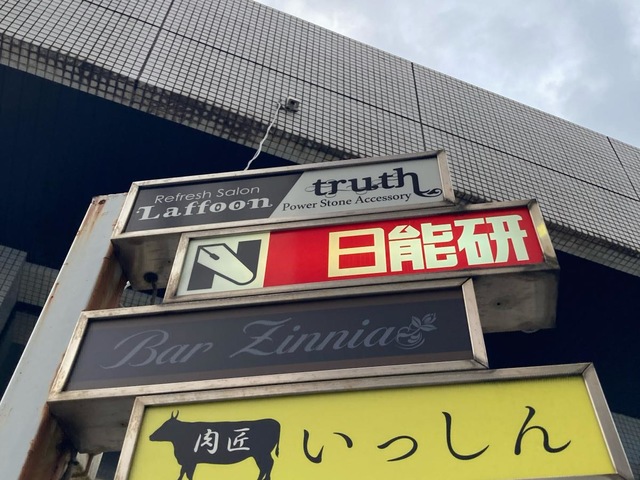 Refresh Salon
Laffoon
truth
Power Stone Accessory
N 日能研
Bar Zinnia
肉匠 いっしん